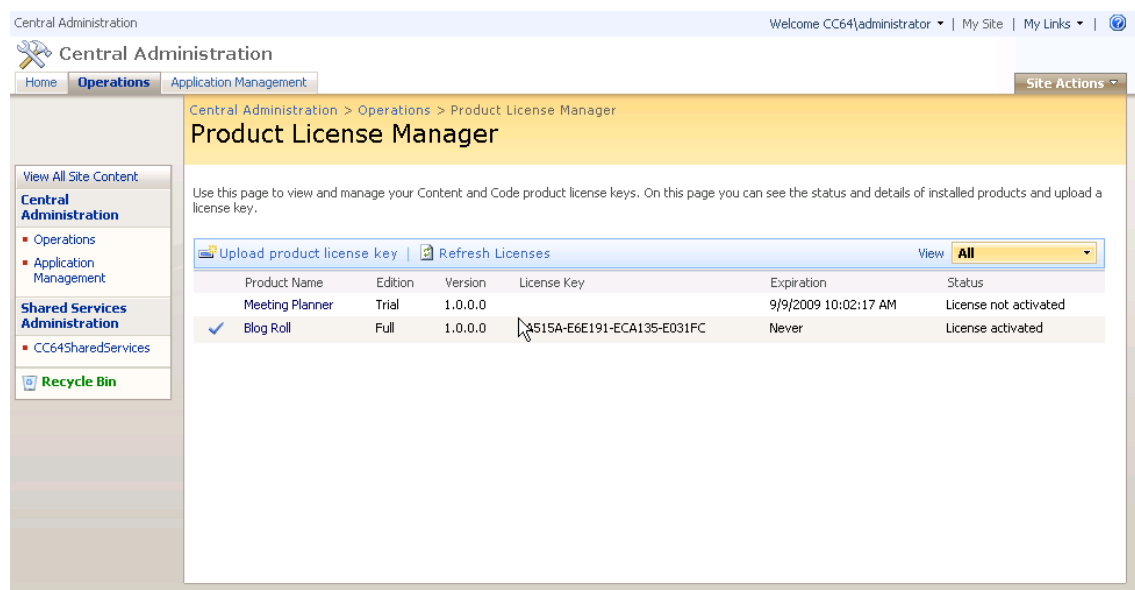 Central Administration
Welcome CC64\administrator | My Site | My Links |
Central Administration
Home Operations Application Management
Site Actions
Central Administration > Operations > Product License Manager
Product License Manager
View All Site Content
Central
Administration
Operations
Application
Management
Shared Services
Administration
CC64SharedServices
Recycle Bin
Use this page to view and manage your Content and Code product license keys. On this page you can see the status and details of installed products and upload a
license key.
Upload product license key | Refresh Licenses
View All
Product Name Edition Version License Key Expiration Status
Meeting Planner Trial 1.0.0.0 9/9/2009 10:02:17 AM License not activated
Blog Roll Full 1.0.0.0 Never License activated